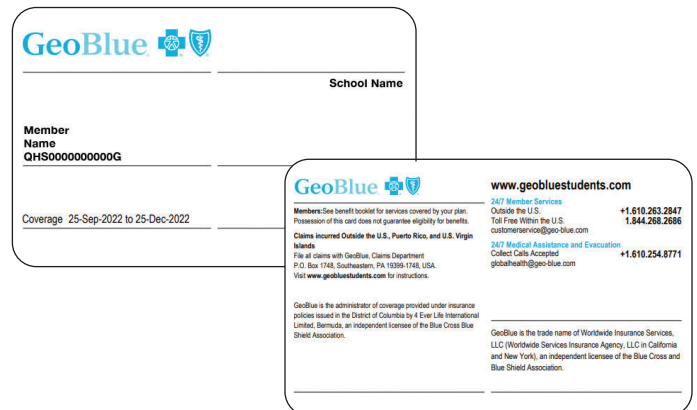 GeoBlue
School Name
Member
Name
QHS0000000000G
Coverage 25-Sep-2022 to 25-Dec-2022
GeoBlue
Members:See benefit booklet for services covered by your plan.
Possession of this card does not guarantee eligibility for benefits.
Claims incurred Outside the U.S., Puerto Rico, and U.S. Virgin
Islands
File all claims with GeoBlue, Claims Department
P.O. Box 1748, Southeastern, PA 19399-1748, USA.
Visit www.geobluestudents.com for instructions.
GeoBlue is the administrator of coverage provided under insurance
policies issued in the District of Columbia by 4 Ever Life International
Limited, Bermuda, an independent licensee of the Blue Cross Blue
Shield Association.
www.geobluestudents.com
24/7 Member Services
Outside the U.S. +1.610.263.2847
Toll Free Within the U.S. 1.844.268.2686
customerservice@geo-blue.com
24/7 Medical Assistance and Evacuation
Collect Calls Accepted +1.610.254.8771
globalhealth@geo-blue.com
GeoBlue is the trade name of Worldwide Insurance Services,
LLC (Worldwide Services Insurance Agency, LLC in California
and New York), an independent licensee of the Blue Cross and
Blue Shield Association.